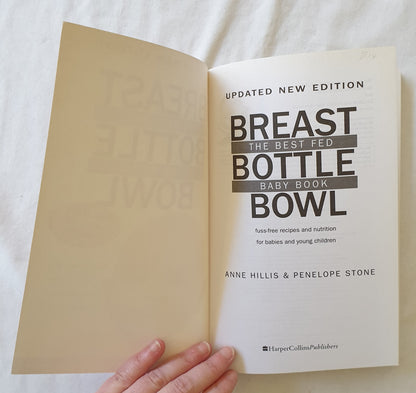 UPDATED NEW EDITION
BREAST
THE BEST FED
BOTTLE
BABY BOOK
BOWL
fuss-free recipes and nutrition
for babies and young children
ANNE HILLIS & PENELOPE STONE
HarperCollinsPublishers